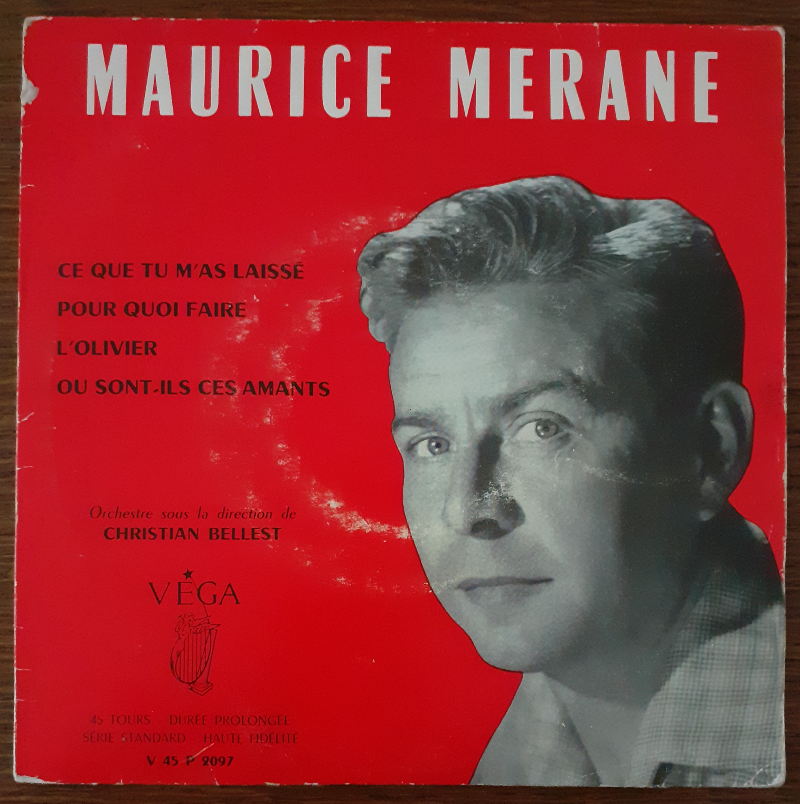 MAURICE MERANE
CE QUE TU M'AS LAISSÉ
POUR QUOI FAIRE
L'OLIVIER
OU SONT-ILS CES AMANTS
Orchestre sous la direction de
CHRISTIAN BELLEST
VÉGA
45 TOURS - DURÉE PROLONGÉE
SÉRIE STANDARD - HAUTE FIDÉLITÉ
V 45 P 2097